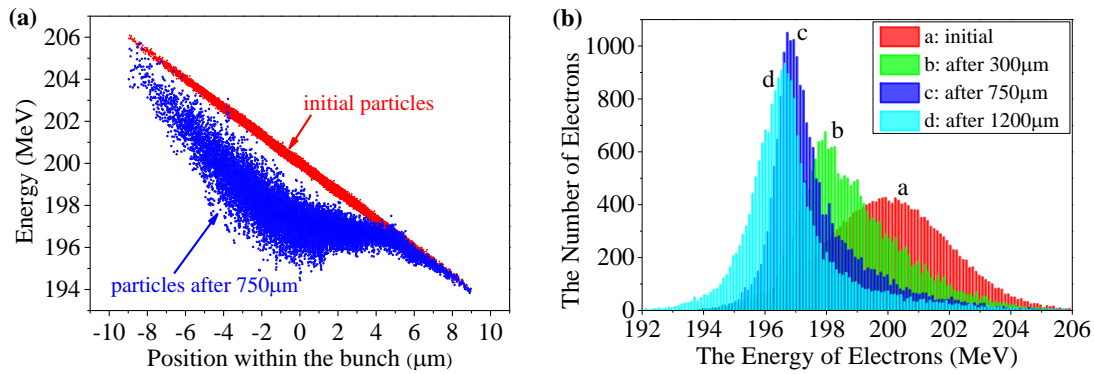 (a)
206
204
202
200
198
196
194
Energy (MeV)
initial particles
particles after 750μm
-10 -8 -6 -4 -2 0 2 4 6 8 10
Position within the bunch (μm)
(b)
1000
800
600
400
200
0
The Number of Electrons
a: initial
b: after 300μm
c: after 750μm
d: after 1200μm
c
d
b
a
192 194 196 198 200 202 204 206
The Energy of Electrons (MeV)